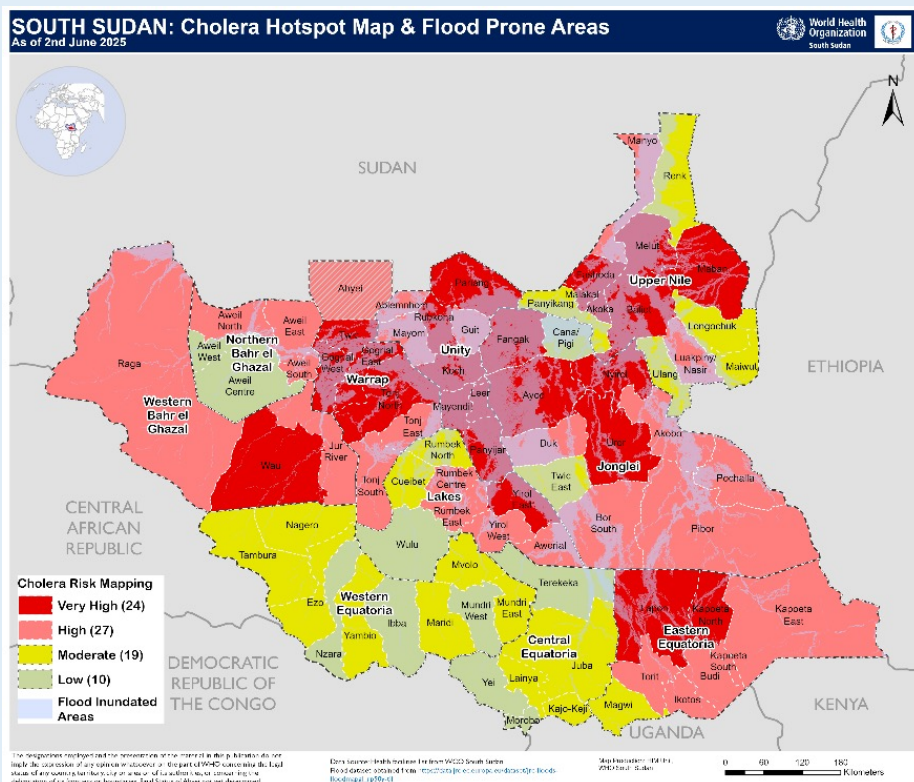 SOUTH SUDAN: Cholera Hotspot Map & Flood Prone Areas
As of 2nd June 2025
World Health
Organization
South Sudan
N
SUDAN
Manyo
Renk
Melut
Maban
Upper Nile
Malakal
Akoka
Panyikang
Canal/
Pigi
Fangak
Longochuk
Luakpiny/
Nasir
Maiwut
Ulang
ETHIOPIA
Abyei
Pariang
Rubkona
Mayom
Guit
Unity
Koch
Leer
Mayendit
Panyijiar
Aweil
North
Aweil
East
Northern
Bahr el
Ghazal
Aweil
West
Aweil
Centre
Aweil
South
Raga
Western
Bahr el
Ghazal
Gogrial
West
Gogrial
East
Warrap
Tonj
North
Tonj
East
Tonj
South
Jur
River
Wau
Ayod
Duk
Uror
Akobo
Jonglei
Twic
East
Pochalla
Pibor
Bor
South
Rumbek
North
Cueibet
Rumbek
Centre
Lakes
Rumbek
East
Yirol
East
Yirol
West
Awerial
Wulu
CENTRAL
AFRICAN
REPUBLIC
Nagero
Tambura
Ezo
Western
Equatoria
Yambio
Nzara
Ibba
Maridi
Mvolo
Mundri
West
Mundri
East
Terekeka
Central
Equatoria
Juba
Lainya
Yei
Morobo
Kajo-Keji
Magwi
Lapon
Kapoeta
North
Kapoeta
East
Eastern
Equatoria
Kapoeta
South
Budi
Torit
Ikotos
DEMOCRATIC
REPUBLIC OF
THE CONGO
UGANDA
KENYA
Cholera Risk Mapping
Very High (24)
High (27)
Moderate (19)
Low (10)
Flood Inundated
Areas
0 60 120 180
Kilometers